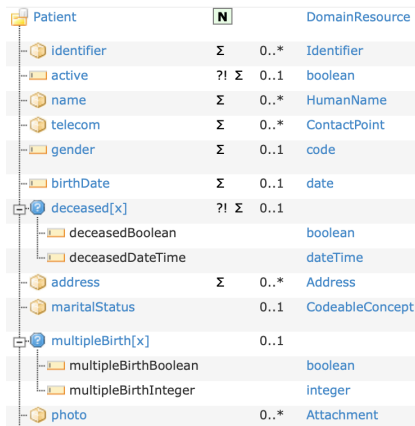 Patient N DomainResource
identifier Σ 0..* Identifier
active ?! Σ 0..1 boolean
name Σ 0..* HumanName
telecom Σ 0..* ContactPoint
gender Σ 0..1 code
birthDate Σ 0..1 date
? deceased[x] ?! Σ 0..1
deceasedBoolean boolean
deceasedDateTime dateTime
address Σ 0..* Address
maritalStatus 0..1 CodeableConcept
? multipleBirth[x] 0..1
multipleBirthBoolean boolean
multipleBirthInteger integer
photo 0..* Attachment